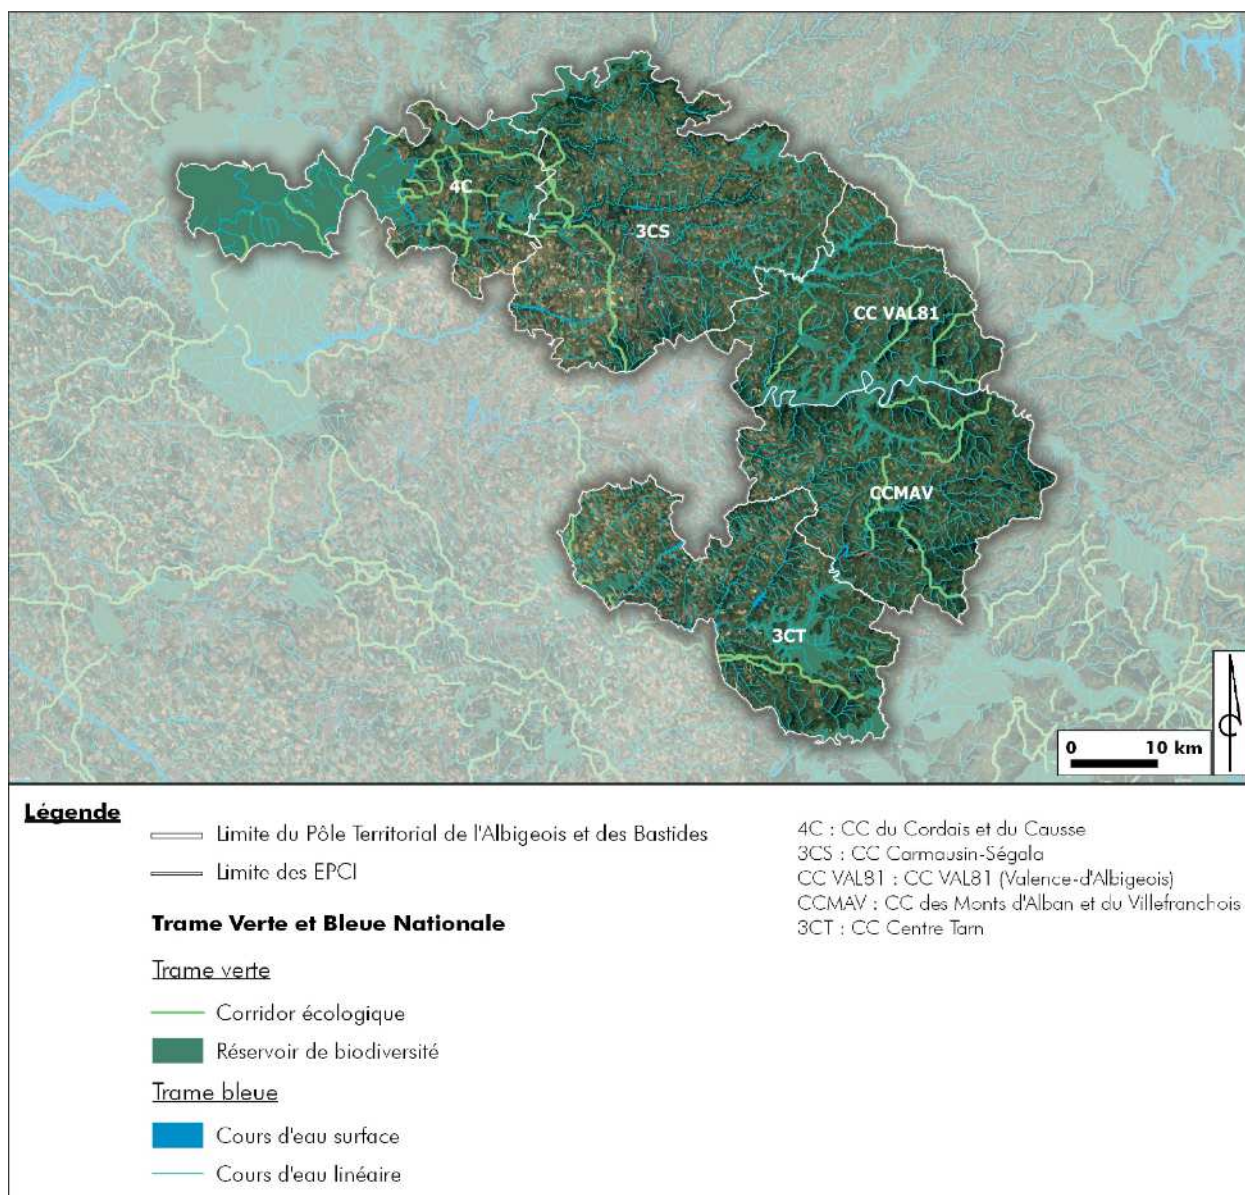 4C
3CS
CC VAL81
CCMAV
3CT
0 10 km
Légende
Limite du Pôle Territorial de l'Albigeois et des Bastides
Limite des EPCI
Trame Verte et Bleue Nationale
Trame verte
Corridor écologique
Réservoir de biodiversité
Trame bleue
Cours d'eau surface
Cours d'eau linéaire
4C : CC du Cordais et du Causse
3CS : CC Carmausin-Ségala
CC VAL81 : CC VAL81 (Valence-d'Albigeois)
CCMAV : CC des Monts d'Alban et du Villefranchois
3CT : CC Centre Tarn